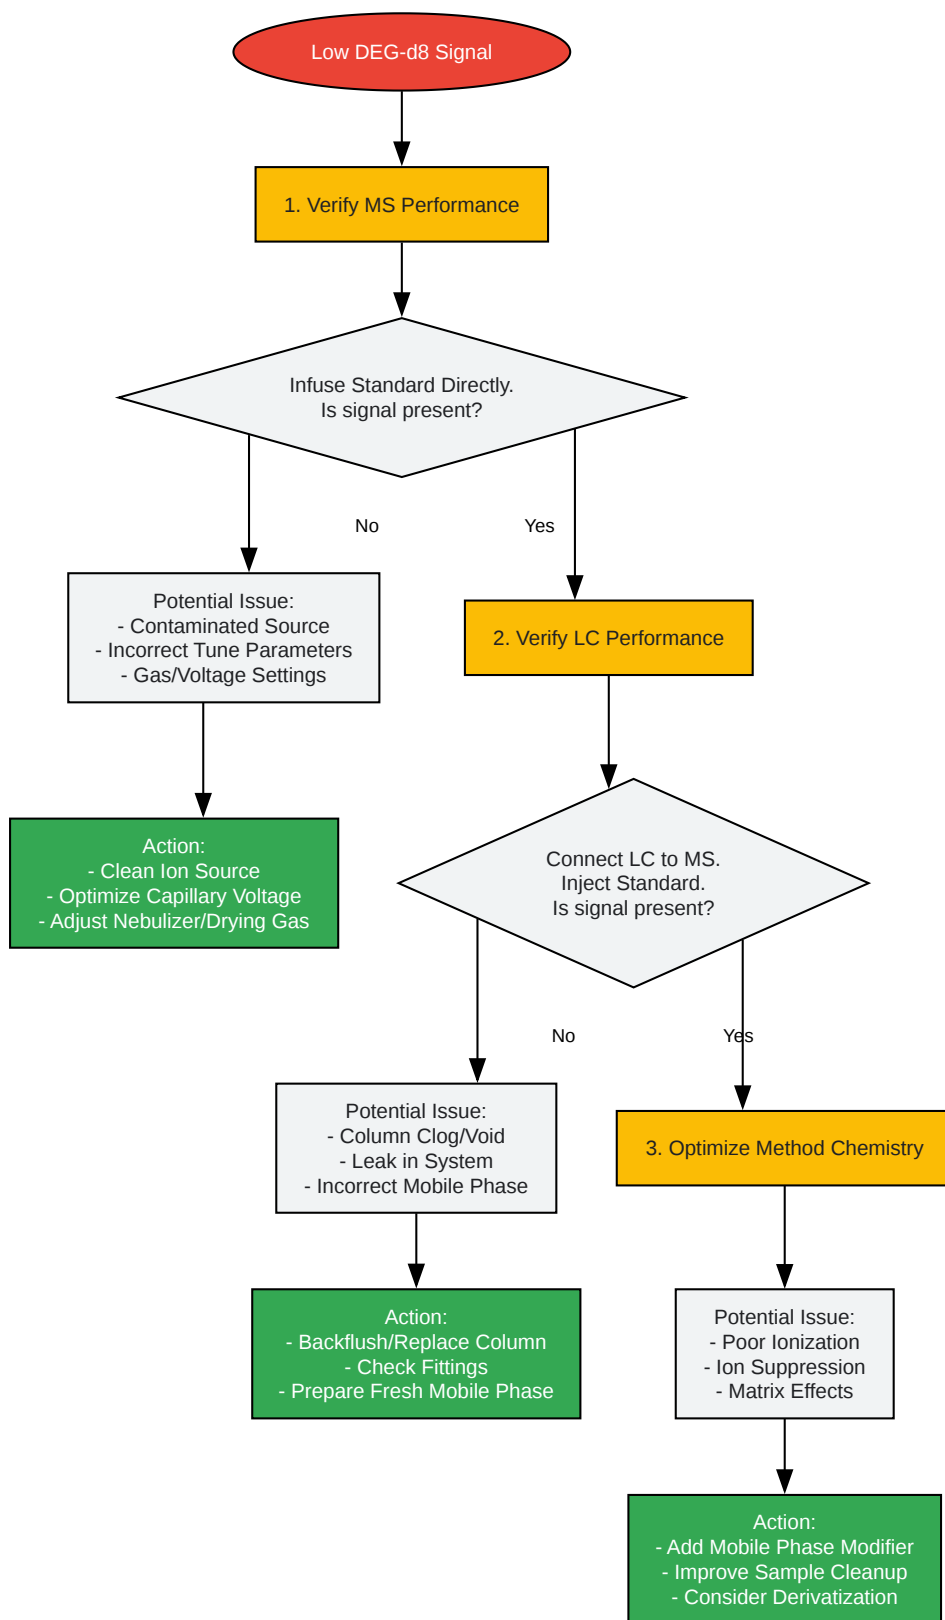 Low DEG-d8 Signal
1. Verify MS Performance
Infuse Standard Directly.
Is signal present?
No
Yes
Potential Issue:
- Contaminated Source
- Incorrect Tune Parameters
- Gas/Voltage Settings
2. Verify LC Performance
Action:
- Clean Ion Source
- Optimize Capillary Voltage
- Adjust Nebulizer/Drying Gas
Connect LC to MS.
Inject Standard.
Is signal present?
No
Yes
Potential Issue:
- Column Clog/Void
- Leak in System
- Incorrect Mobile Phase
3. Optimize Method Chemistry
Action:
- Backflush/Replace Column
- Check Fittings
- Prepare Fresh Mobile Phase
Potential Issue:
- Poor Ionization
- Ion Suppression
- Matrix Effects
Action:
- Add Mobile Phase Modifier
- Improve Sample Cleanup
- Consider Derivatization